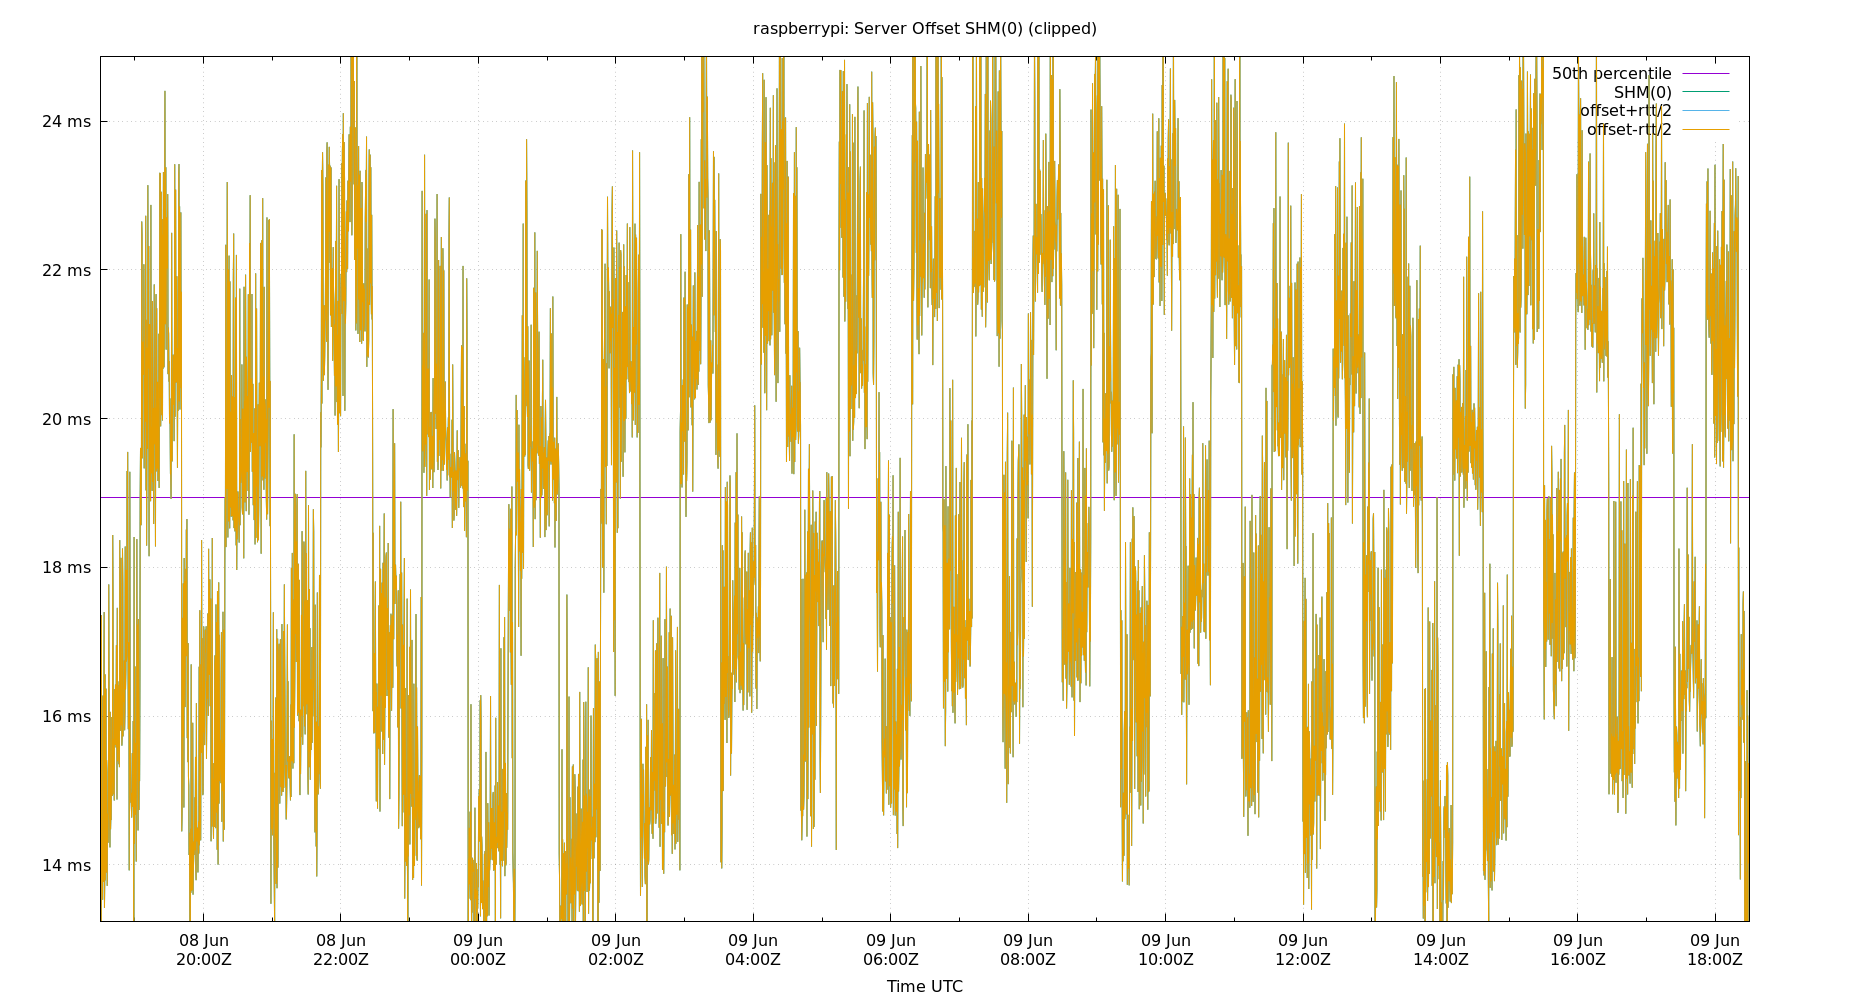 raspberrypi: Server Offset SHM(0) (clipped)
50th percentile
SHM(0)
offset+rtt/2
offset-rtt/2
24 ms
22 ms
20 ms
18 ms
16 ms
14 ms
08 Jun 08 Jun 09 Jun 09 Jun 09 Jun 09 Jun 09 Jun 09 Jun 09 Jun 09 Jun 09 Jun 09 Jun
20:00Z 22:00Z 00:00Z 02:00Z 04:00Z 06:00Z 08:00Z 10:00Z 12:00Z 14:00Z 16:00Z 18:00Z
Time UTC